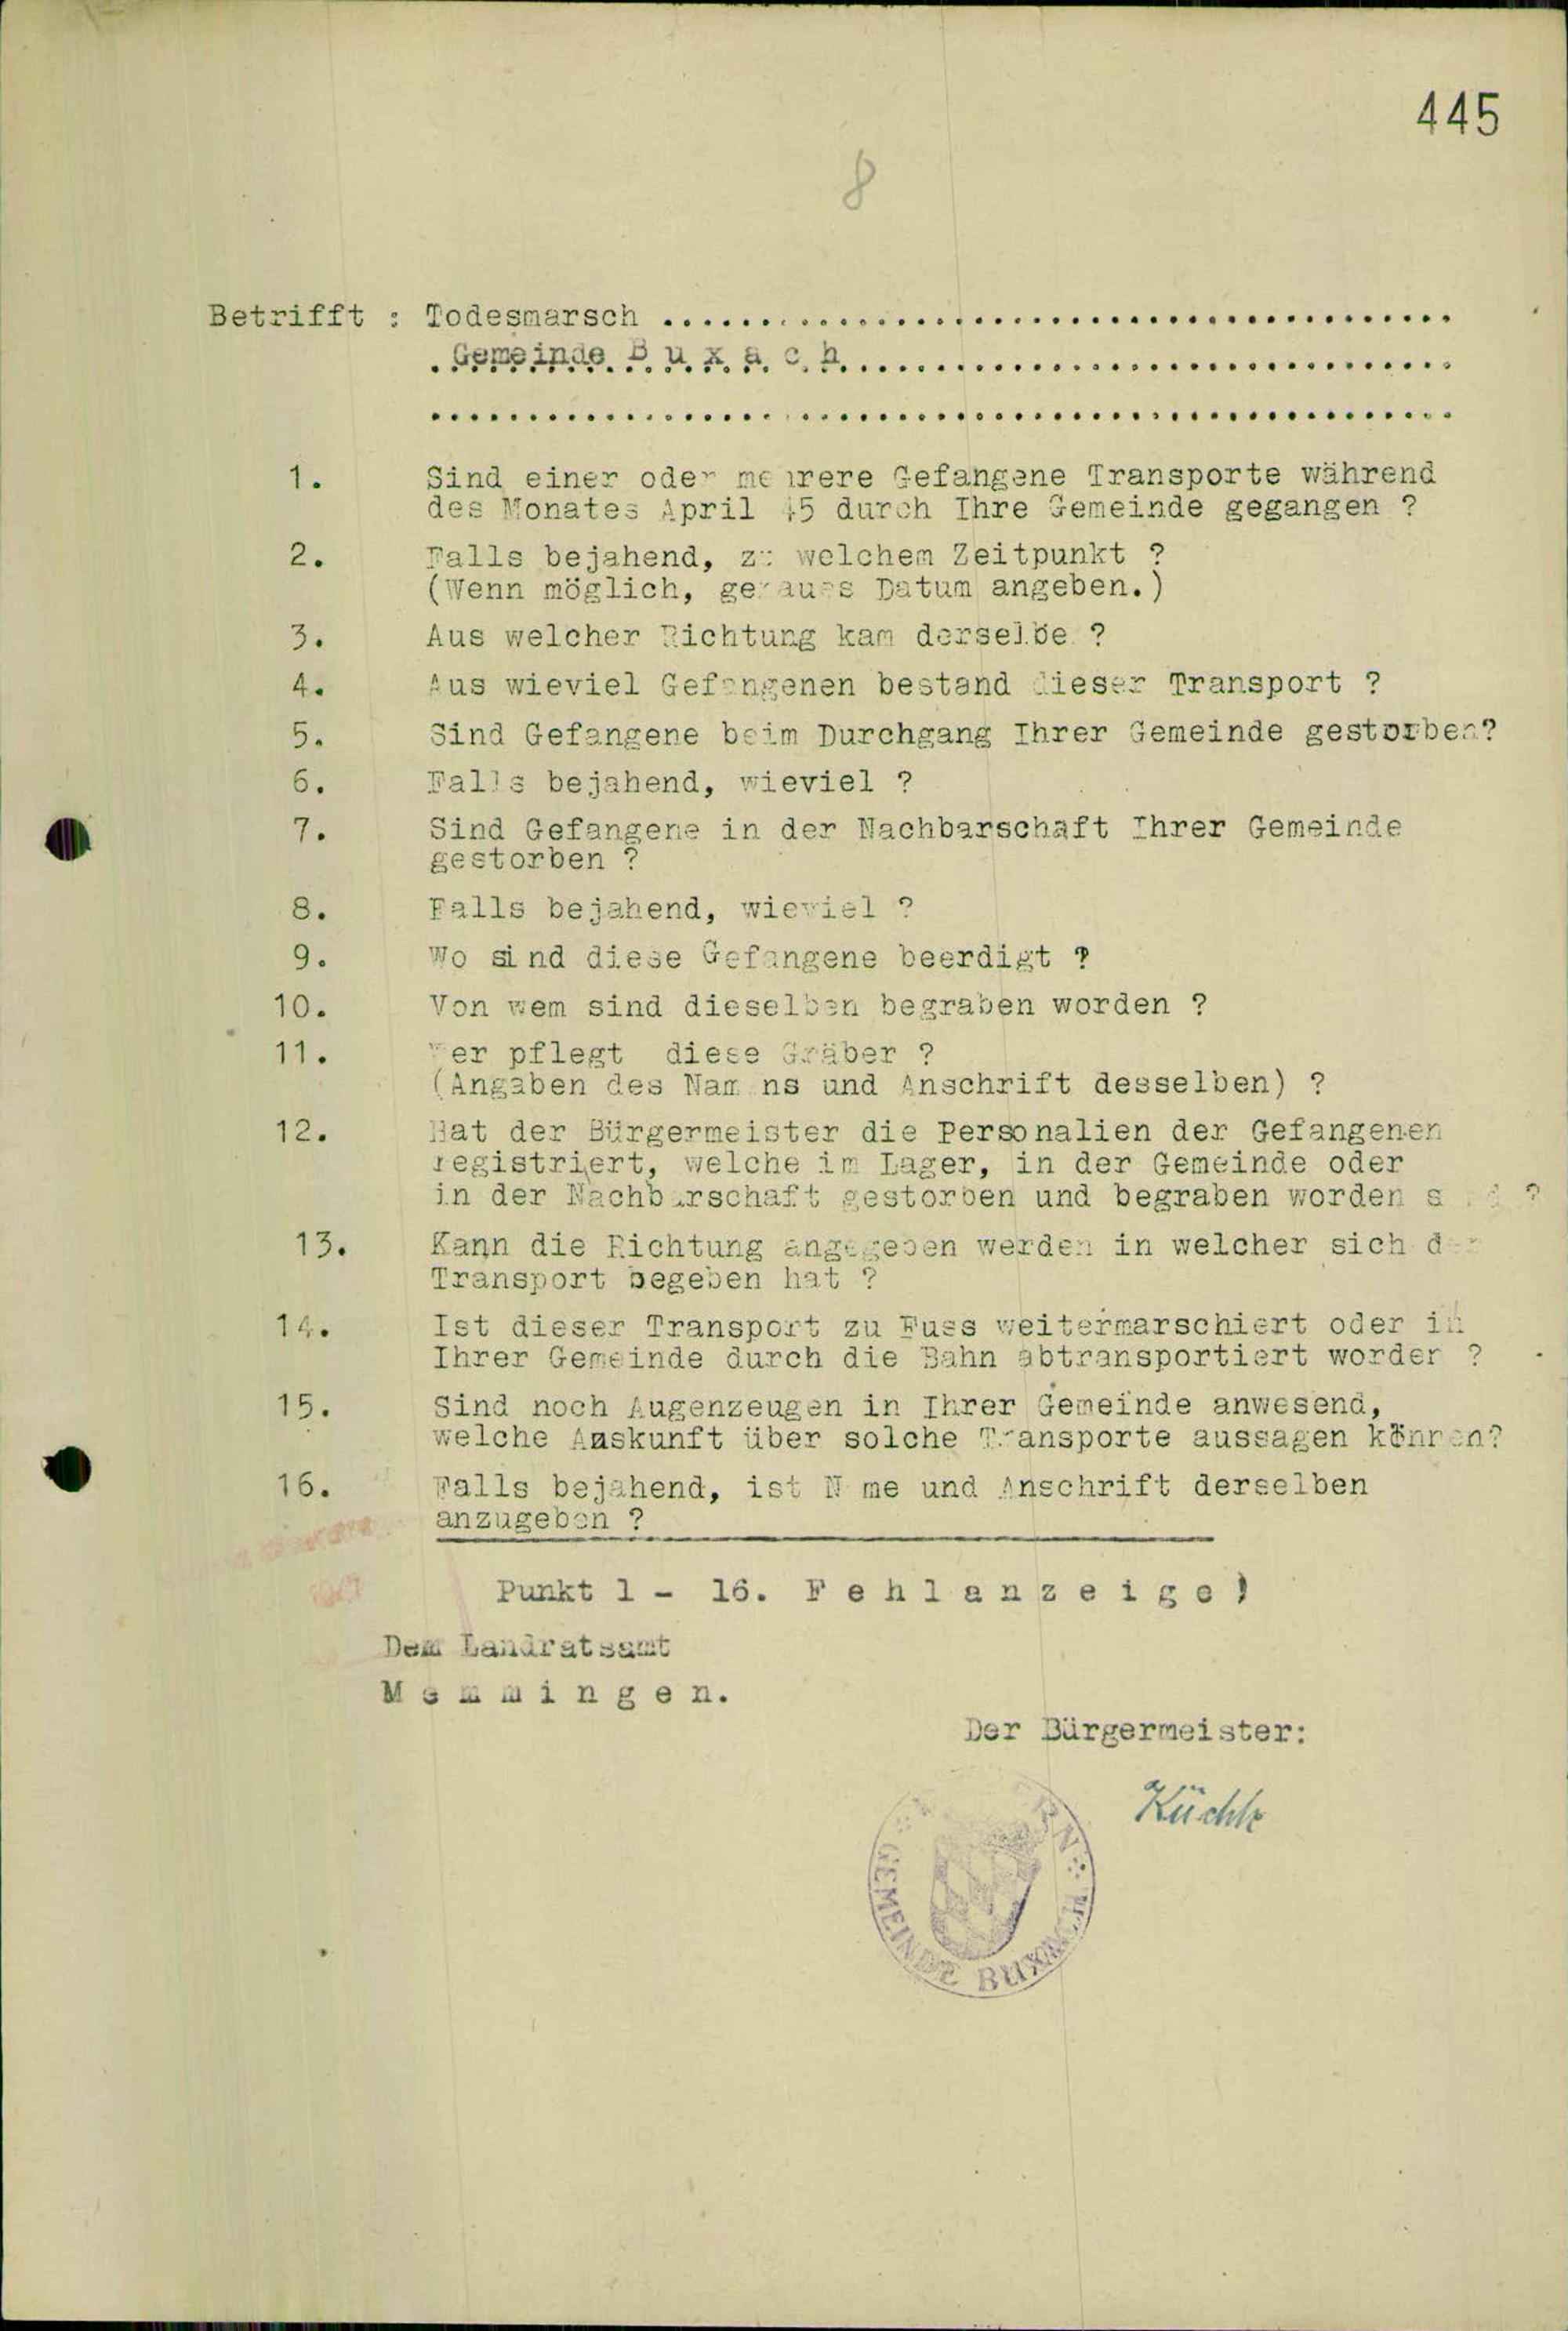 445
8
Betrifft : Todesmarsch ..........................................
Gemeinde B u x a c h
......................................................
1. Sind einer oder mehrere Gefangene Transporte während
des Monates April 45 durch Ihre Gemeinde gegangen ?
2. Falls bejahend, zu welchem Zeitpunkt ?
(Wenn möglich, genaues Datum angeben.)
3. Aus welcher Richtung kam derselbe ?
4. Aus wieviel Gefangenen bestand dieser Transport ?
5. Sind Gefangene beim Durchgang Ihrer Gemeinde gestorben?
6. Falls bejahend, wieviel ?
7. Sind Gefangene in der Nachbarschaft Ihrer Gemeinde
gestorben ?
8. Falls bejahend, wieviel ?
9. Wo sind diese Gefangene beerdigt ?
10. Von wem sind dieselben begraben worden ?
11. Wer pflegt diese Gräber ?
(Angaben des Namens und Anschrift desselben) ?
12. Hat der Bürgermeister die Personalien der Gefangenen
registriert, welche im Lager, in der Gemeinde oder
in der Nachbarschaft gestorben und begraben worden sind ?
13. Kann die Richtung angegeben werden in welcher sich der
Transport begeben hat ?
14. Ist dieser Transport zu Fuss weitermarschiert oder in
Ihrer Gemeinde durch die Bahn abtransportiert worden ?
15. Sind noch Augenzeugen in Ihrer Gemeinde anwesend,
welche Auskunft über solche Transporte aussagen können?
16. Falls bejahend, ist Name und Anschrift derselben
anzugeben ?
Punkt 1 - 16. F e h l a n z e i g e !
Dem Landratsamt
M e m m i n g e n.
Der Bürgermeister:
Küchle
GEMEINDE BUXACH